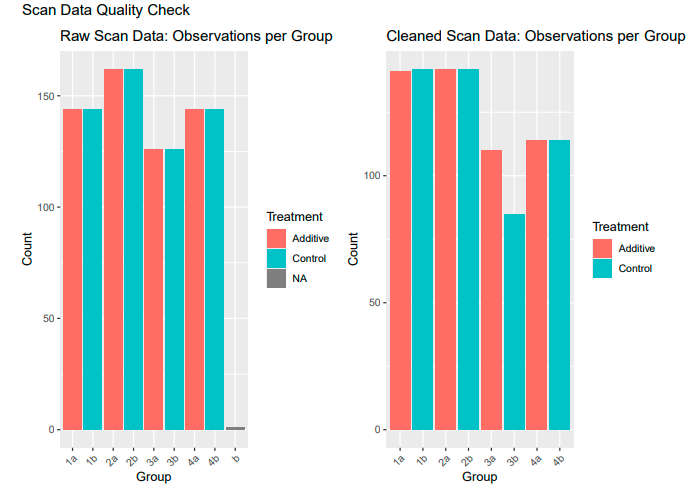 Scan Data Quality Check
Raw Scan Data: Observations per Group
150
100
50
0
Count
1a 1b 2a 2b 3a 3b 4a 4b b
Group
Treatment
Additive
Control
NA
Cleaned Scan Data: Observations per Group
100
50
0
Count
1a 1b 2a 2b 3a 3b 4a 4b
Group
Treatment
Additive
Control